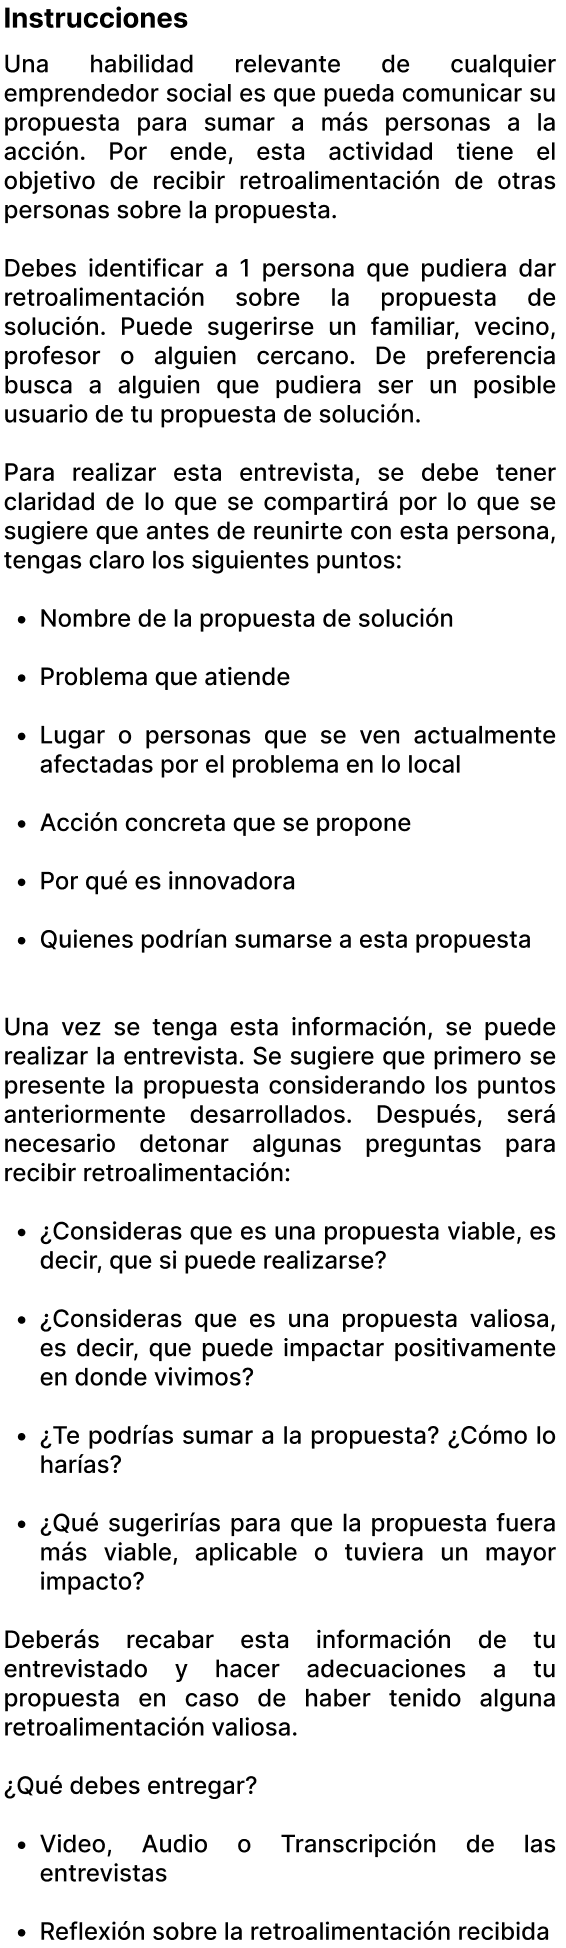 Instrucciones
Una habilidad relevante de cualquier
emprendedor social es que pueda comunicar su
propuesta para sumar a más personas a la
acción. Por ende, esta actividad tiene el
objetivo de recibir retroalimentación de otras
personas sobre la propuesta.
Debes identificar a 1 persona que pudiera dar
retroalimentación sobre la propuesta de
solución. Puede sugerirse un familiar, vecino,
profesor o alguien cercano. De preferencia
busca a alguien que pudiera ser un posible
usuario de tu propuesta de solución.
Para realizar esta entrevista, se debe tener
claridad de lo que se compartirá por lo que se
sugiere que antes de reunirte con esta persona,
tengas claro los siguientes puntos:
• Nombre de la propuesta de solución
• Problema que atiende
• Lugar o personas que se ven actualmente
afectadas por el problema en lo local
• Acción concreta que se propone
• Por qué es innovadora
• Quienes podrían sumarse a esta propuesta
Una vez se tenga esta información, se puede
realizar la entrevista. Se sugiere que primero se
presente la propuesta considerando los puntos
anteriormente desarrollados. Después, será
necesario detonar algunas preguntas para
recibir retroalimentación:
• ¿Consideras que es una propuesta viable, es
decir, que si puede realizarse?
• ¿Consideras que es una propuesta valiosa,
es decir, que puede impactar positivamente
en donde vivimos?
• ¿Te podrías sumar a la propuesta? ¿Cómo lo
harías?
• ¿Qué sugerirías para que la propuesta fuera
más viable, aplicable o tuviera un mayor
impacto?
Deberás recabar esta información de tu
entrevistado y hacer adecuaciones a tu
propuesta en caso de haber tenido alguna
retroalimentación valiosa.
¿Qué debes entregar?
• Video, Audio o Transcripción de las
entrevistas
• Reflexión sobre la retroalimentación recibida